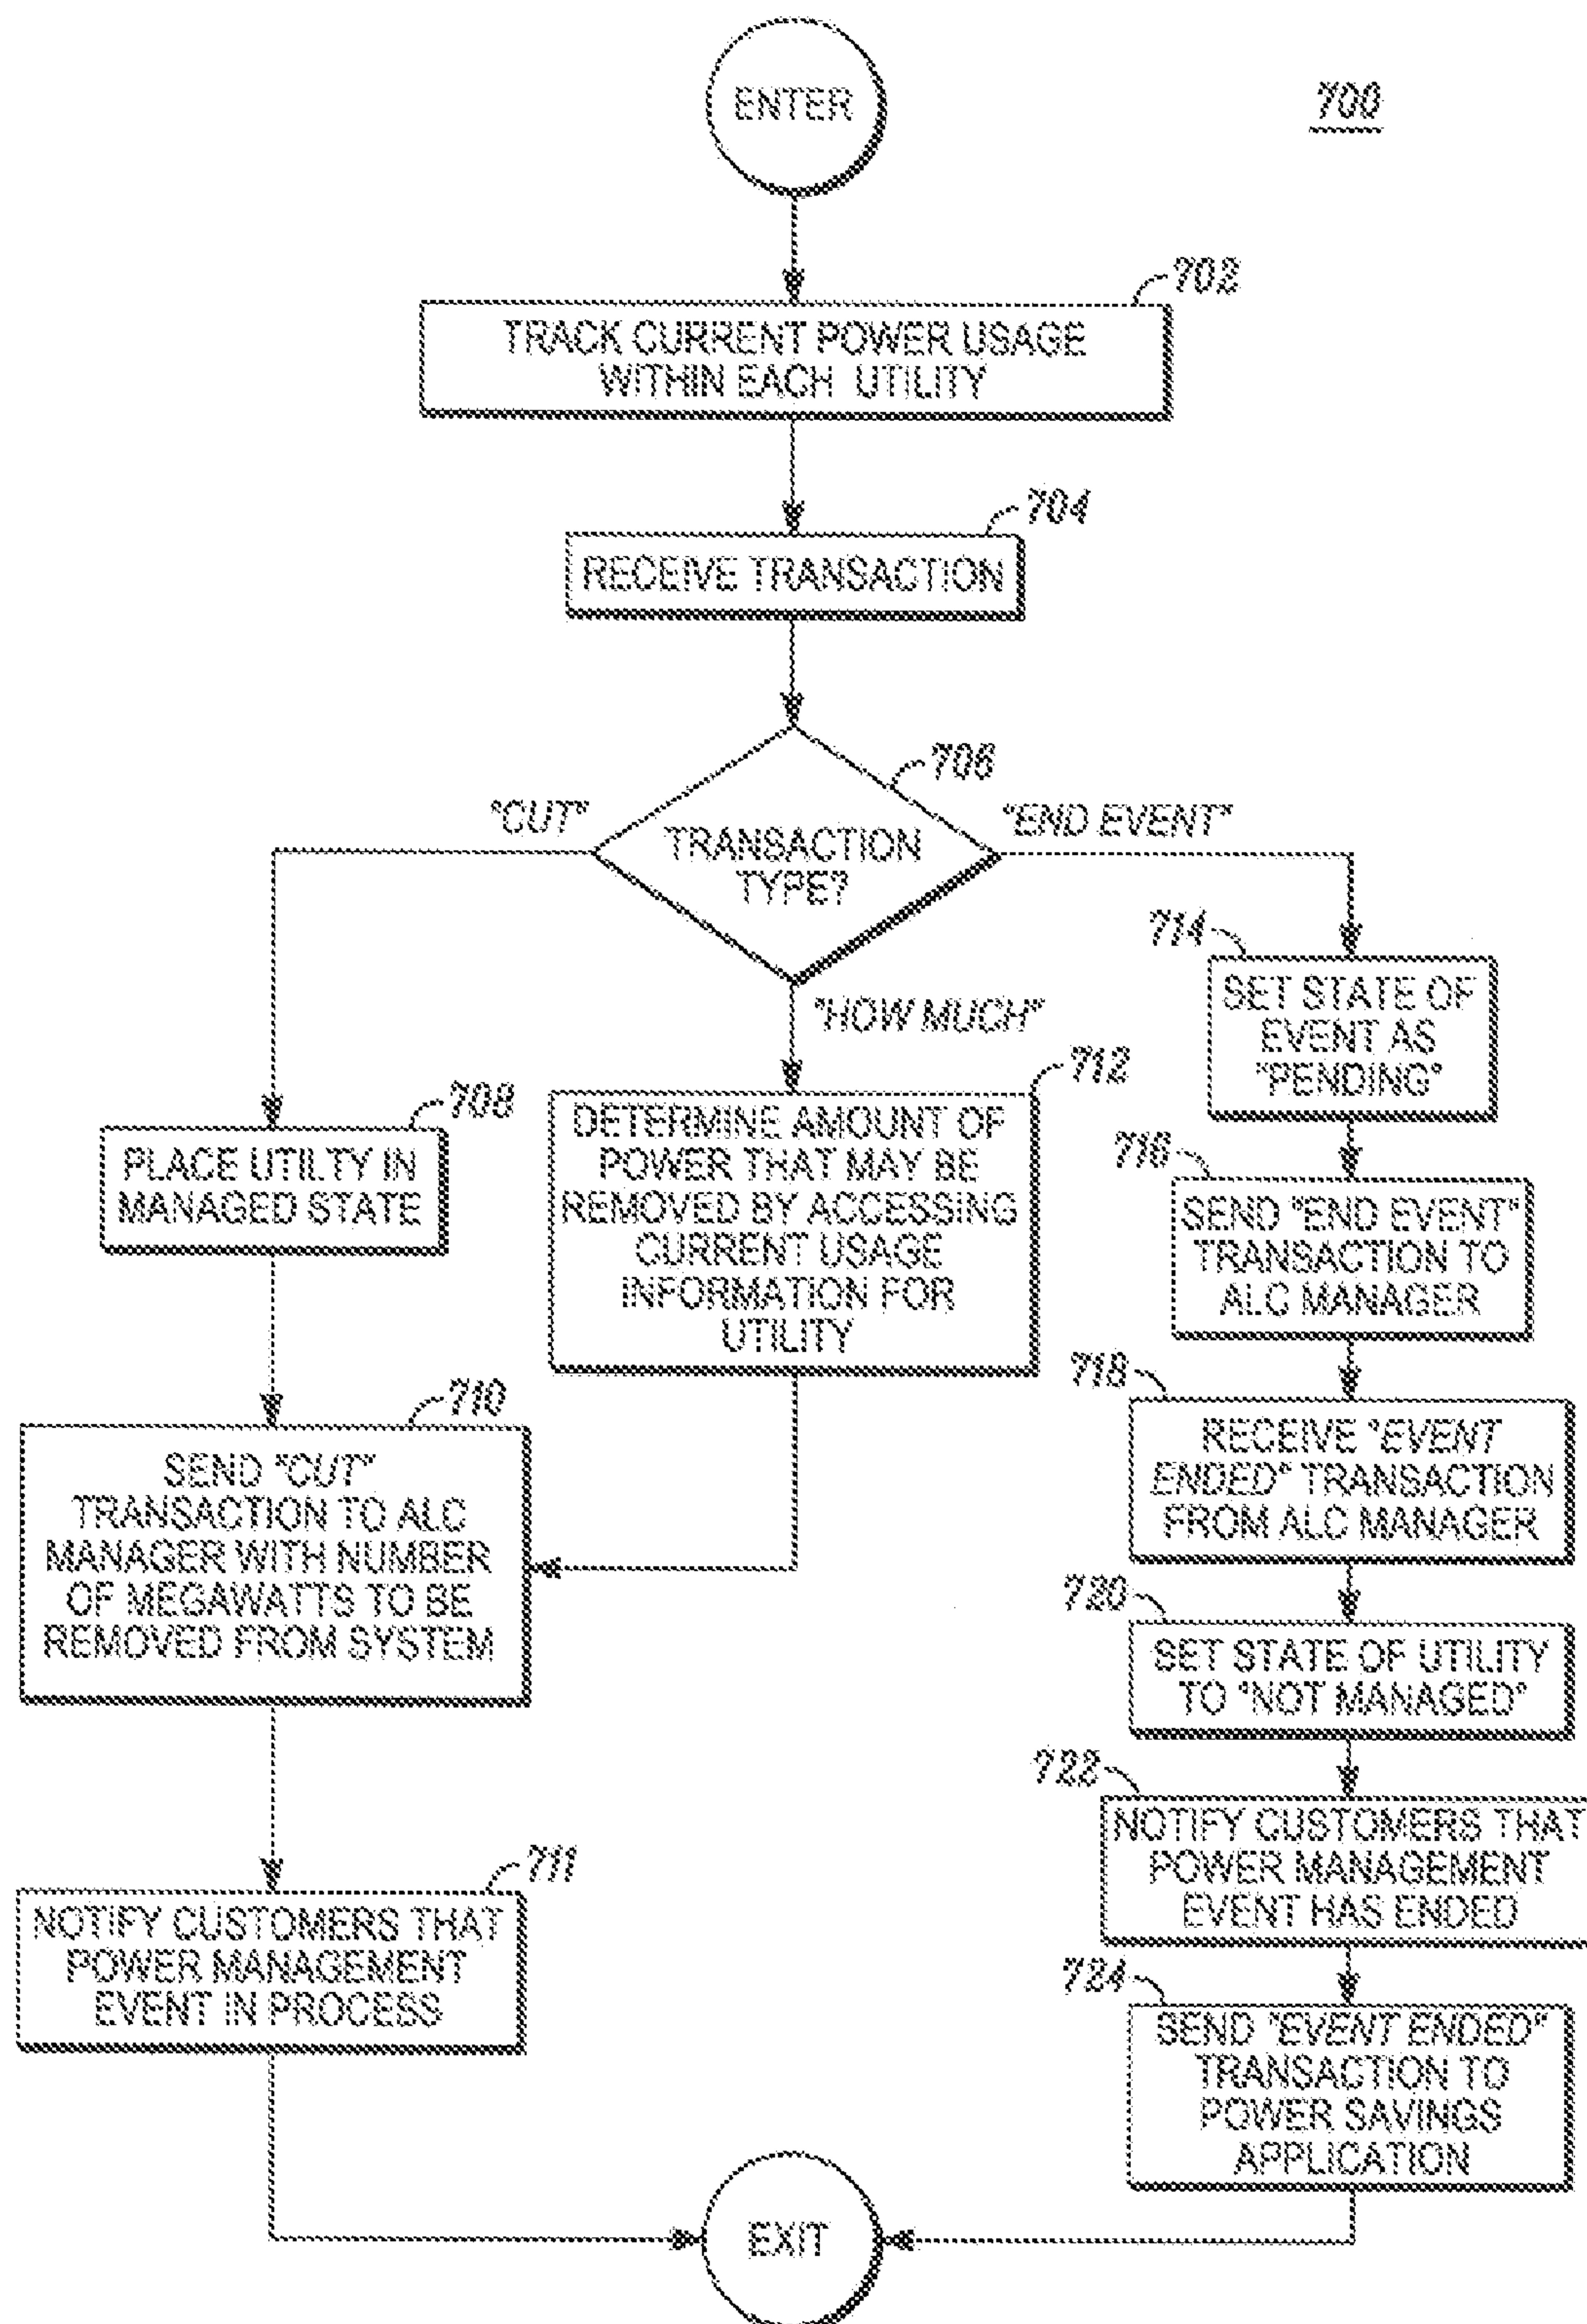 ENTER
700
702
TRACK CURRENT POWER USAGE
WITHIN EACH UTILITY
704
RECEIVE TRANSACTION
706
"CUT"
"END EVENT"
TRANSACTION
TYPE?
"HOW MUCH"
708
PLACE UTILTY IN
MANAGED STATE
712
DETERMINE AMOUNT OF
POWER THAT MAY BE
REMOVED BY ACCESSING
CURRENT USAGE
INFORMATION FOR
UTILITY
714
SET STATE OF
EVENT AS
"PENDING"
716
SEND "END EVENT"
TRANSACTION TO
ALC MANAGER
710
SEND "CUT"
TRANSACTION TO ALC
MANAGER WITH NUMBER
OF MEGAWATTS TO BE
REMOVED FROM SYSTEM
718
RECEIVE "EVENT
ENDED" TRANSACTION
FROM ALC MANAGER
720
SET STATE OF UTILITY
TO "NOT MANAGED"
711
NOTIFY CUSTOMERS THAT
POWER MANAGEMENT
EVENT IN PROCESS
722
NOTIFY CUSTOMERS THAT
POWER MANAGEMENT
EVENT HAS ENDED
724
SEND "EVENT ENDED"
TRANSACTION TO
POWER SAVINGS
APPLICATION
EXIT